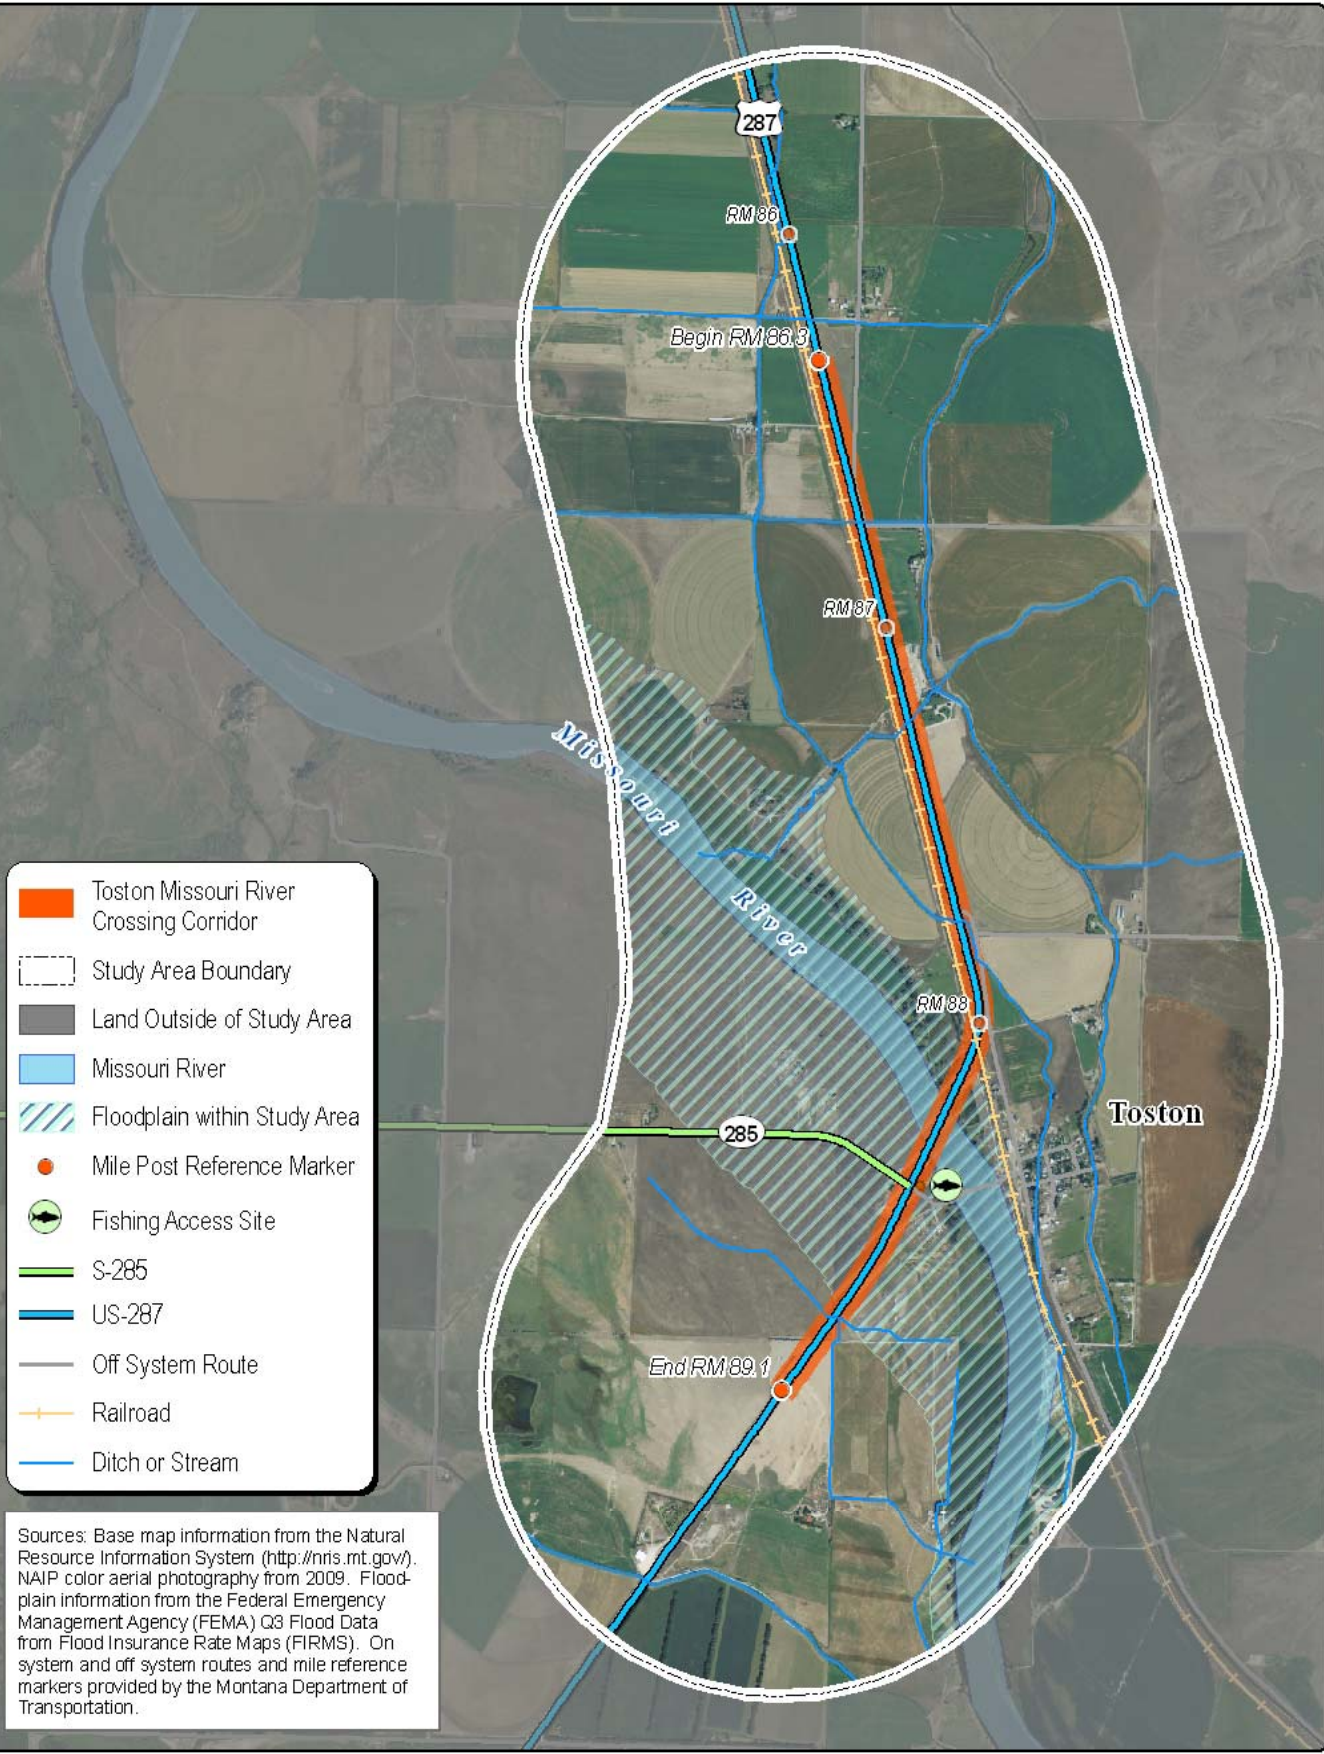 287
RM 86
Begin RM 86.3
RM 87
Missouri
River
RM 88
Toston
285
End RM 89.1
Toston Missouri River
Crossing Corridor
Study Area Boundary
Land Outside of Study Area
Missouri River
Floodplain within Study Area
Mile Post Reference Marker
Fishing Access Site
S-285
US-287
Off System Route
Railroad
Ditch or Stream
Sources: Base map information from the Natural
Resource Information System (http://nris.mt.gov/).
NAIP color aerial photography from 2009. Flood-
plain information from the Federal Emergency
Management Agency (FEMA) Q3 Flood Data
from Flood Insurance Rate Maps (FIRMS). On
system and off system routes and mile reference
markers provided by the Montana Department of
Transportation.